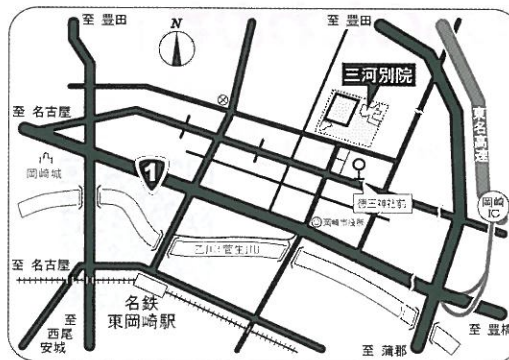 至 豊田
N
至 豊田
三河別院
至 名古屋
東名高速
岡崎城
1
徳王神社前
岡崎IC
岡崎市役所
乙川(菅生川)
至 名古屋
名鉄
東岡崎駅
至 豊橋
至
西尾
安城
至 蒲郡